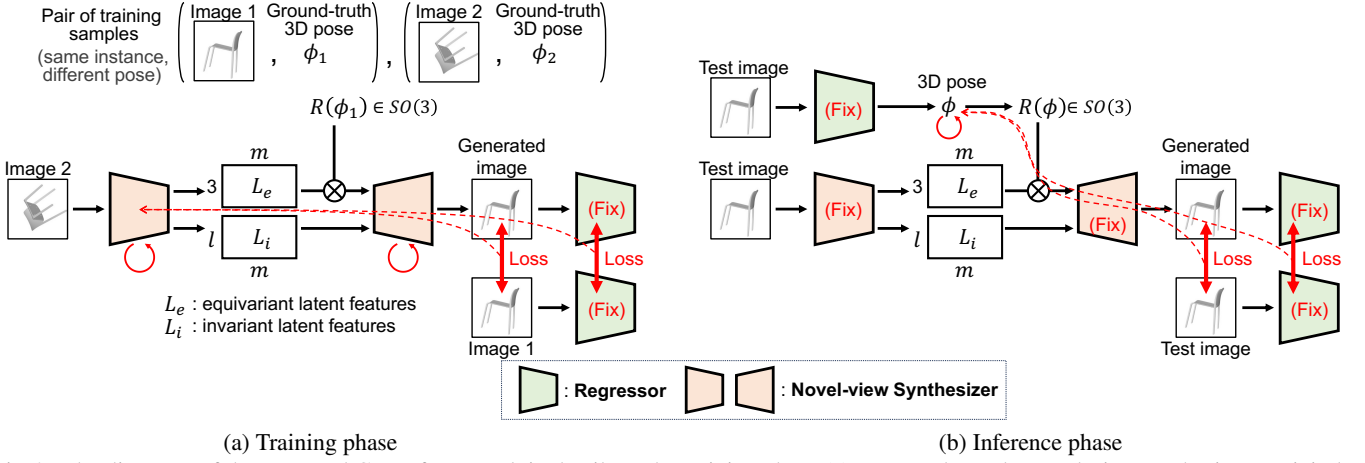 Pair of training
samples
(same instance,
different pose)
Image 1
,
Ground-truth
3D pose
ϕ1
,
Image 2
,
Ground-truth
3D pose
ϕ2
R(ϕ1) ∈ SO(3)
Image 2
3
m
Le
l
Li
m
Generated
image
(Fix)
Loss
Loss
(Fix)
Image 1
Le : equivariant latent features
Li : invariant latent features
Test image
(Fix)
3D pose
ϕ
R(ϕ) ∈ SO(3)
Test image
(Fix)
3
m
Le
l
Li
m
(Fix)
Generated
image
(Fix)
Loss
Loss
(Fix)
Test image
: Regressor
: Novel-view Synthesizer
(a) Training phase
(b) Inference phase